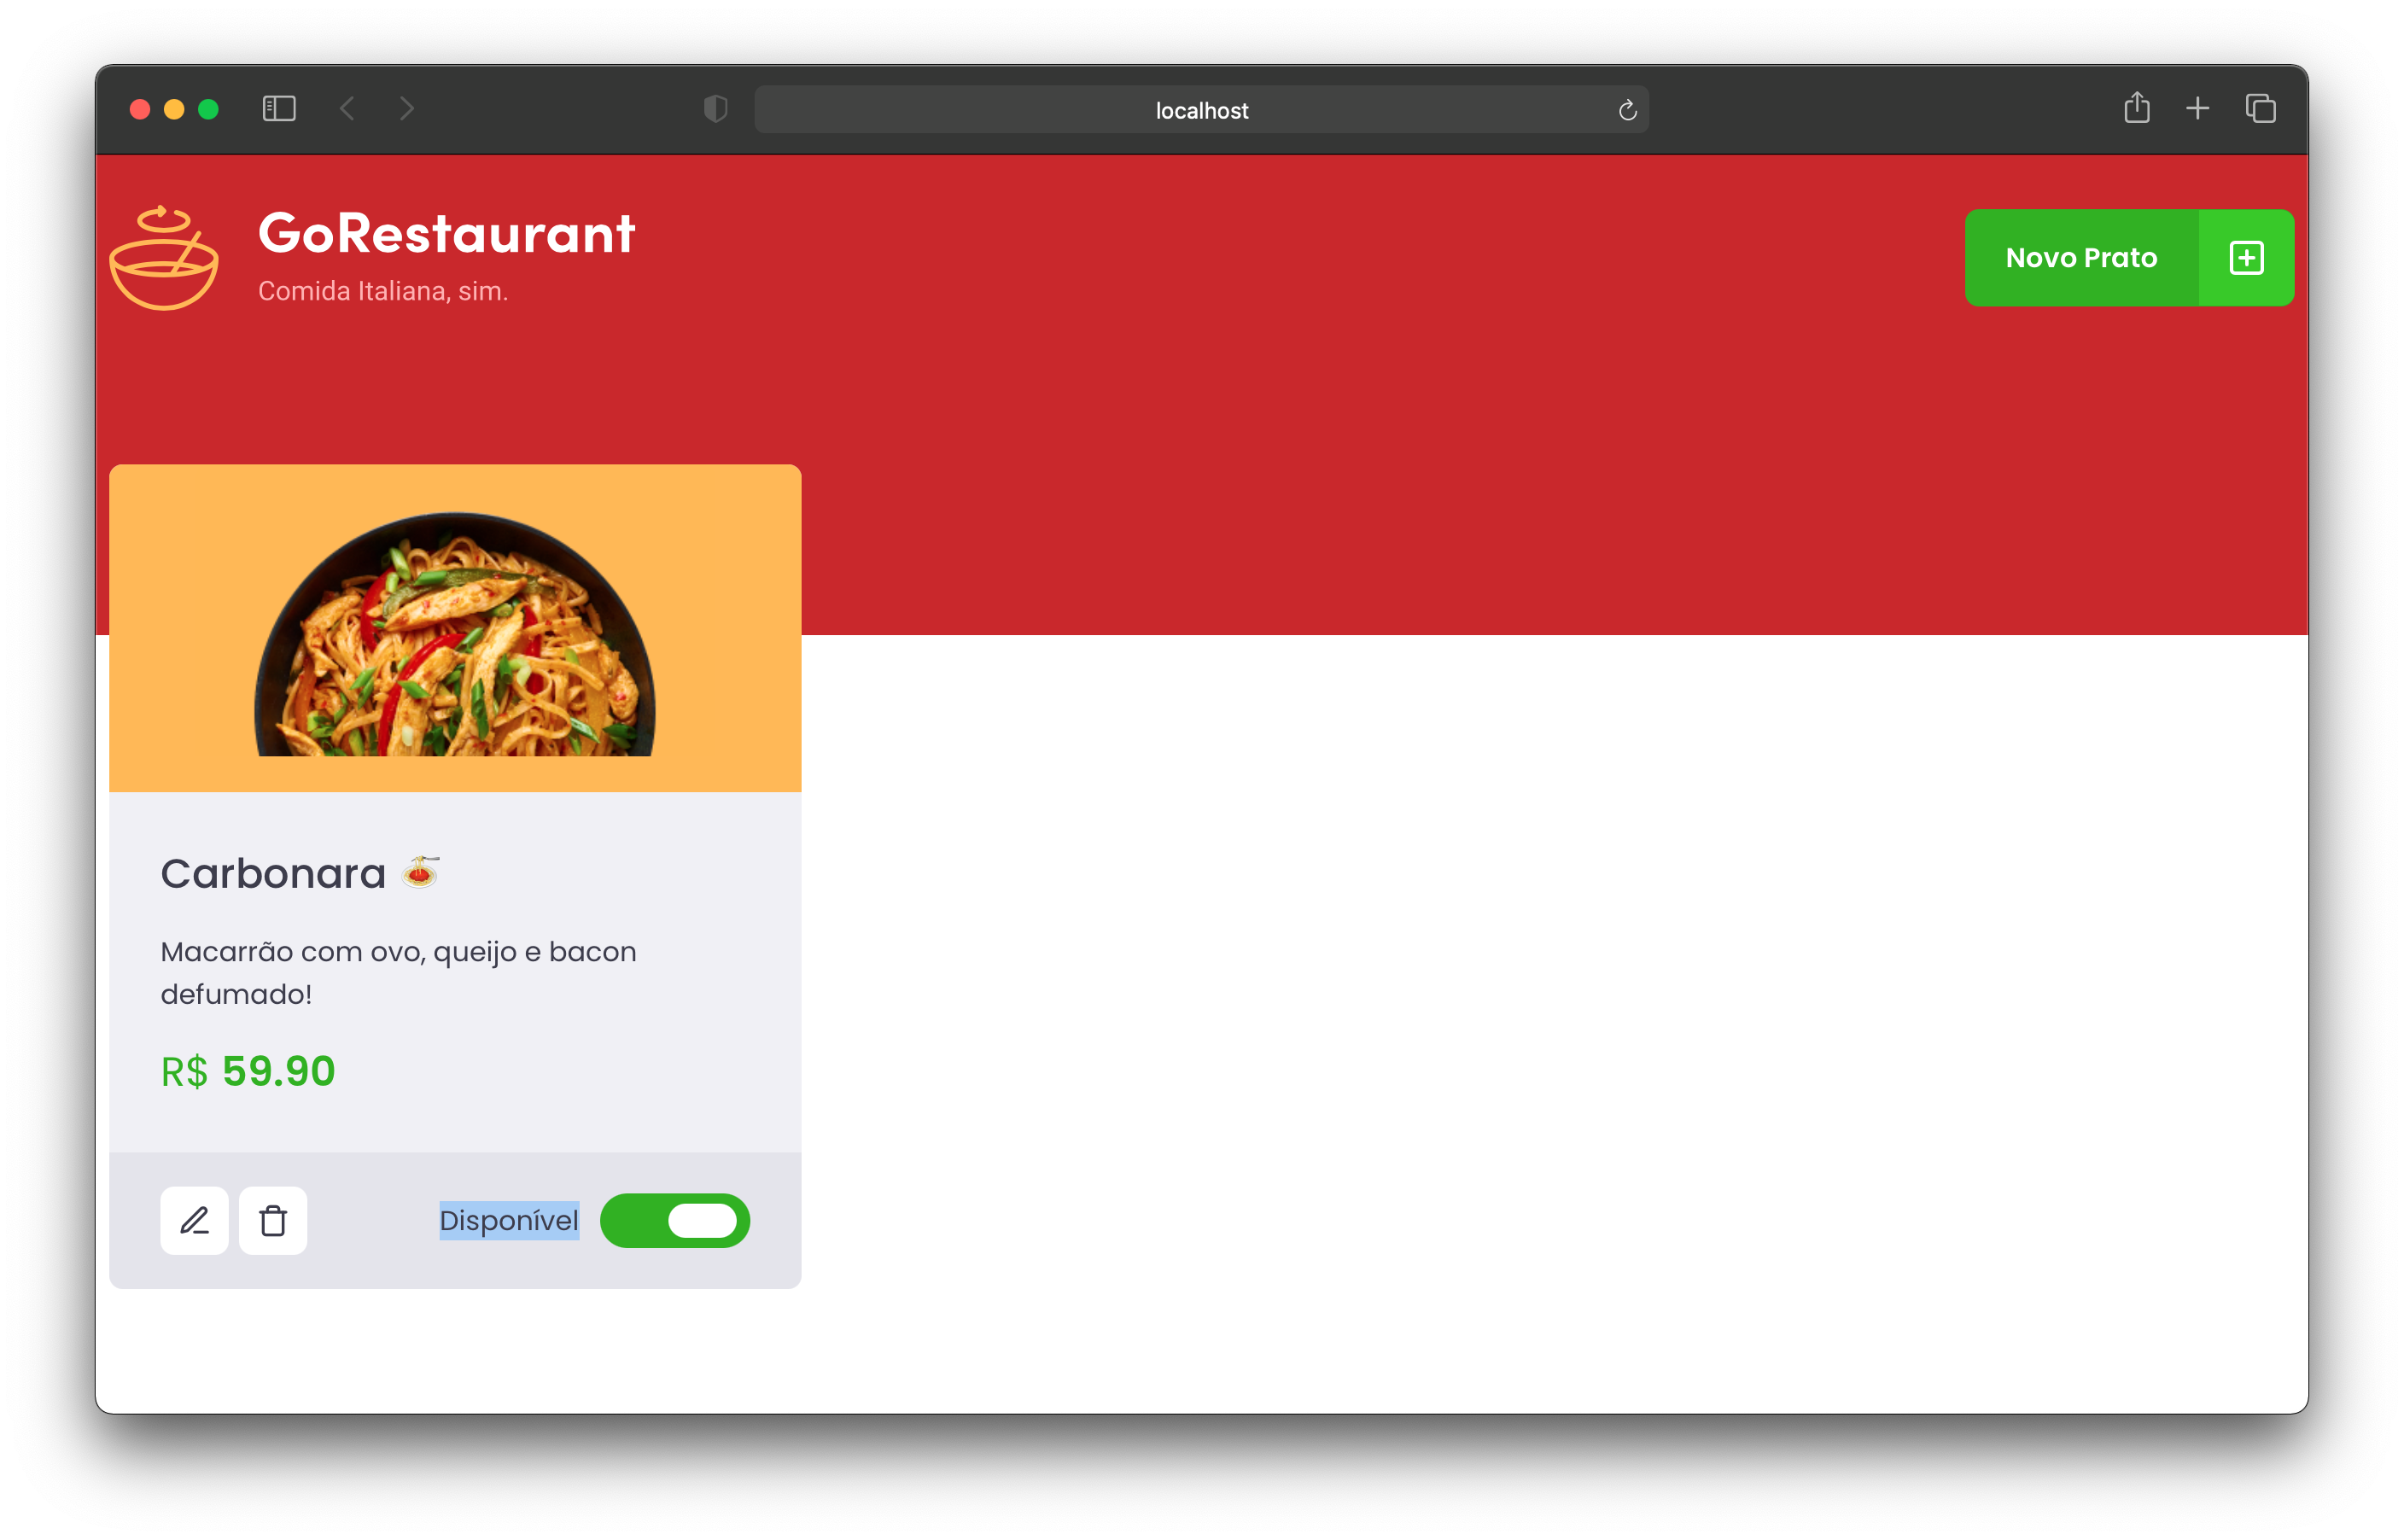 localhost
GoRestaurant
Comida Italiana, sim.
Novo Prato
Carbonara 🍝
Macarrão com ovo, queijo e bacon
defumado!
R$ 59.90
Disponível